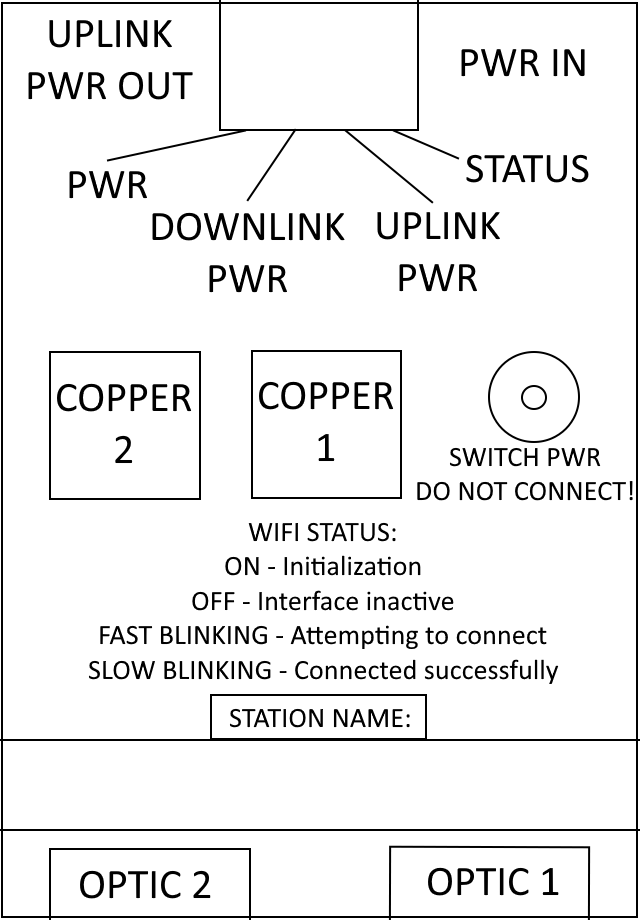 UPLINK
PWR OUT
PWR IN
PWR
DOWNLINK
PWR
UPLINK
PWR
STATUS
COPPER
2
COPPER
1
SWITCH PWR
DO NOT CONNECT!
WIFI STATUS:
ON - Initialization
OFF - Interface inactive
FAST BLINKING - Attempting to connect
SLOW BLINKING - Connected successfully
STATION NAME:
OPTIC 2
OPTIC 1